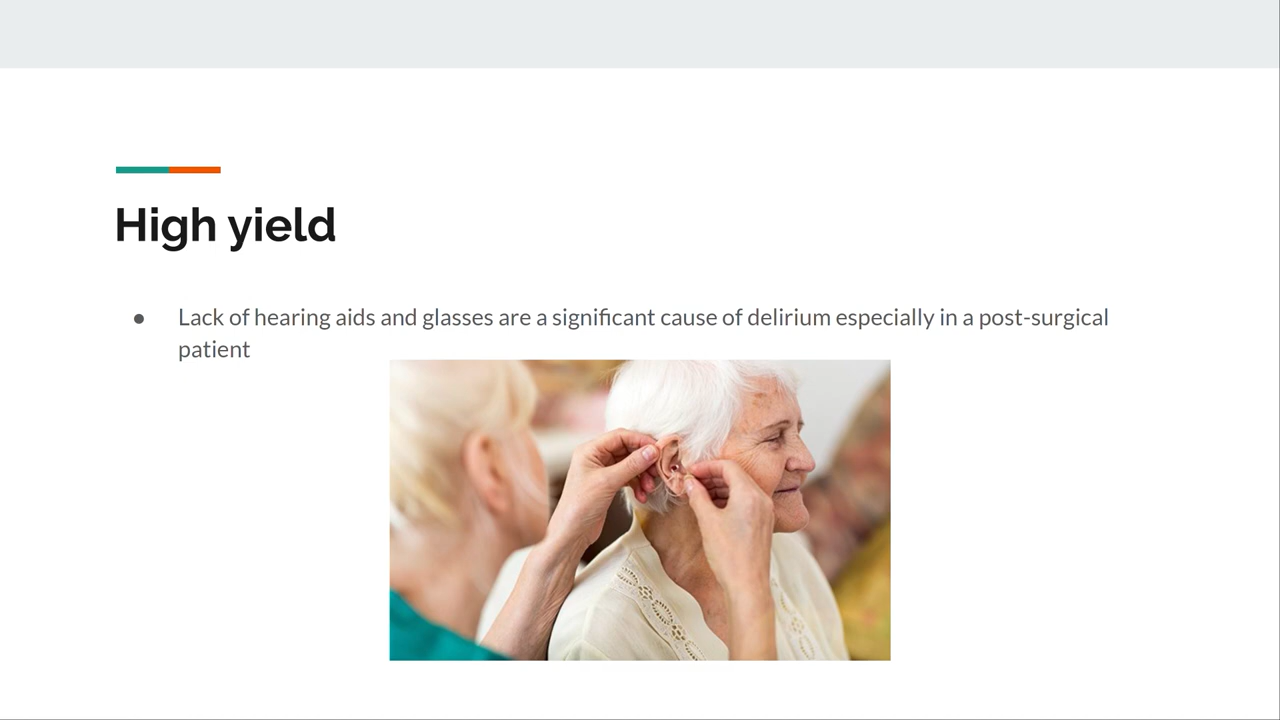 High yield
● Lack of hearing aids and glasses are a significant cause of delirium especially in a post-surgical
patient